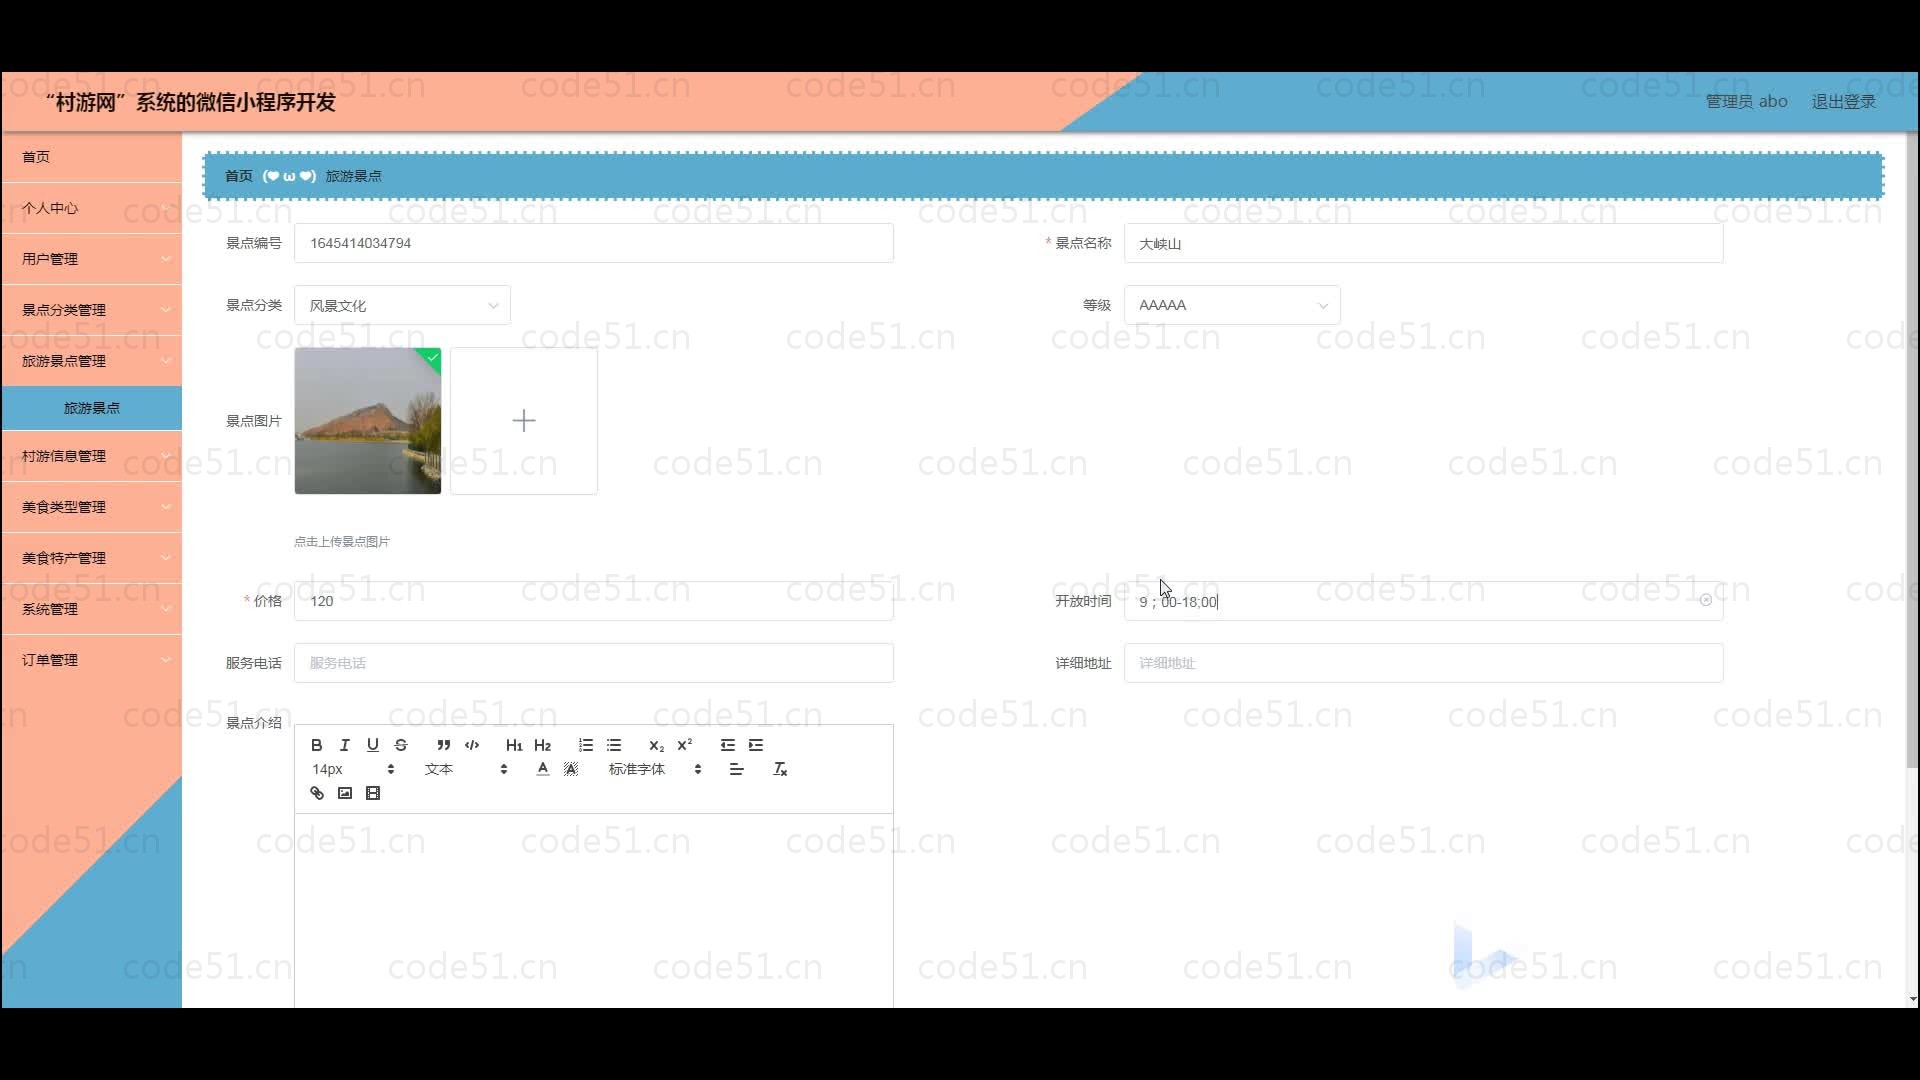 “村游网”系统的微信小程序开发
管理员 abo 退出登录
首页
个人中心
用户管理
景点分类管理
旅游景点管理
旅游景点
村游信息管理
美食类型管理
美食特产管理
系统管理
订单管理
首页 (❤ ω ❤) 旅游景点
景点编号 1645414034794 * 景点名称 大峡山
景点分类 风景文化 等级 AAAAA
景点图片
点击上传景点图片
* 价格 120 开放时间 9；00-18;00
服务电话 服务电话 详细地址 详细地址
景点介绍
B I U S H1 H2 X2 X2
14px 文本 A A 标准字体 Tx
code51.cn